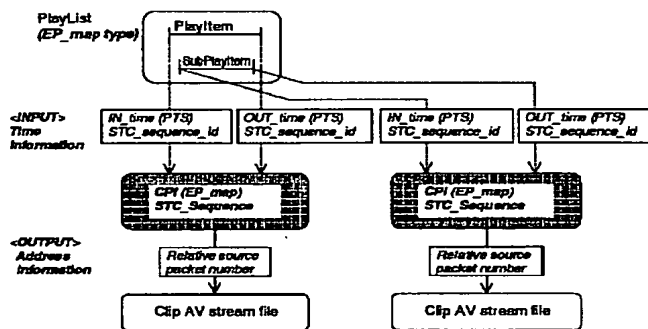 PlayList
(EP_map type)
PlayItem
SubPlayItem
<INPUT>
Time
Information
IN_time (PTS)
STC_sequence_id
OUT_time (PTS)
STC_sequence_id
IN_time (PTS)
STC_sequence_id
OUT_time (PTS)
STC_sequence_id
CPI (EP_map)
STC_Sequence
CPI (EP_map)
STC_Sequence
<OUTPUT>
Address
Information
Relative source
packet number
Relative source
packet number
Clip AV stream file
Clip AV stream file